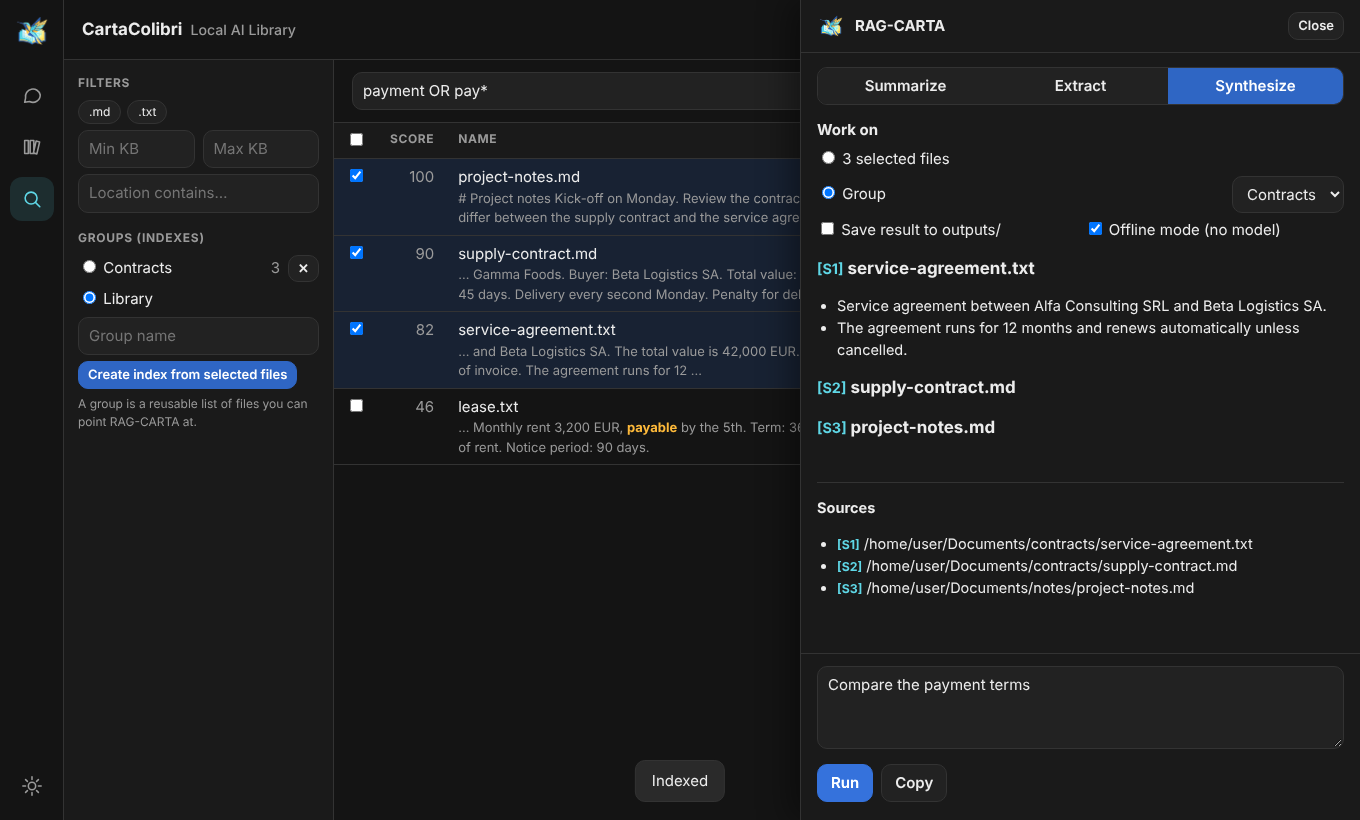 CartaColibri Local AI Library
FILTERS
.md .txt
Min KB Max KB
Location contains...
GROUPS (INDEXES)
Contracts 3 ×
Library
Group name
Create index from selected files
A group is a reusable list of files you can
point RAG-CARTA at.
payment OR pay*
SCORE NAME
100 project-notes.md
# Project notes Kick-off on Monday. Review the contrac
differ between the supply contract and the service agre
90 supply-contract.md
... Gamma Foods. Buyer: Beta Logistics SA. Total value:
45 days. Delivery every second Monday. Penalty for del
82 service-agreement.txt
... and Beta Logistics SA. The total value is 42,000 EUR.
of invoice. The agreement runs for 12 ...
46 lease.txt
... Monthly rent 3,200 EUR, payable by the 5th. Term: 36
of rent. Notice period: 90 days.
Indexed
RAG-CARTA Close
Summarize Extract Synthesize
Work on
3 selected files
Group Contracts
Save result to outputs/ Offline mode (no model)
[S1] service-agreement.txt
• Service agreement between Alfa Consulting SRL and Beta Logistics SA.
• The agreement runs for 12 months and renews automatically unless
cancelled.
[S2] supply-contract.md
[S3] project-notes.md
Sources
• [S1] /home/user/Documents/contracts/service-agreement.txt
• [S2] /home/user/Documents/contracts/supply-contract.md
• [S3] /home/user/Documents/notes/project-notes.md
Compare the payment terms
Run Copy